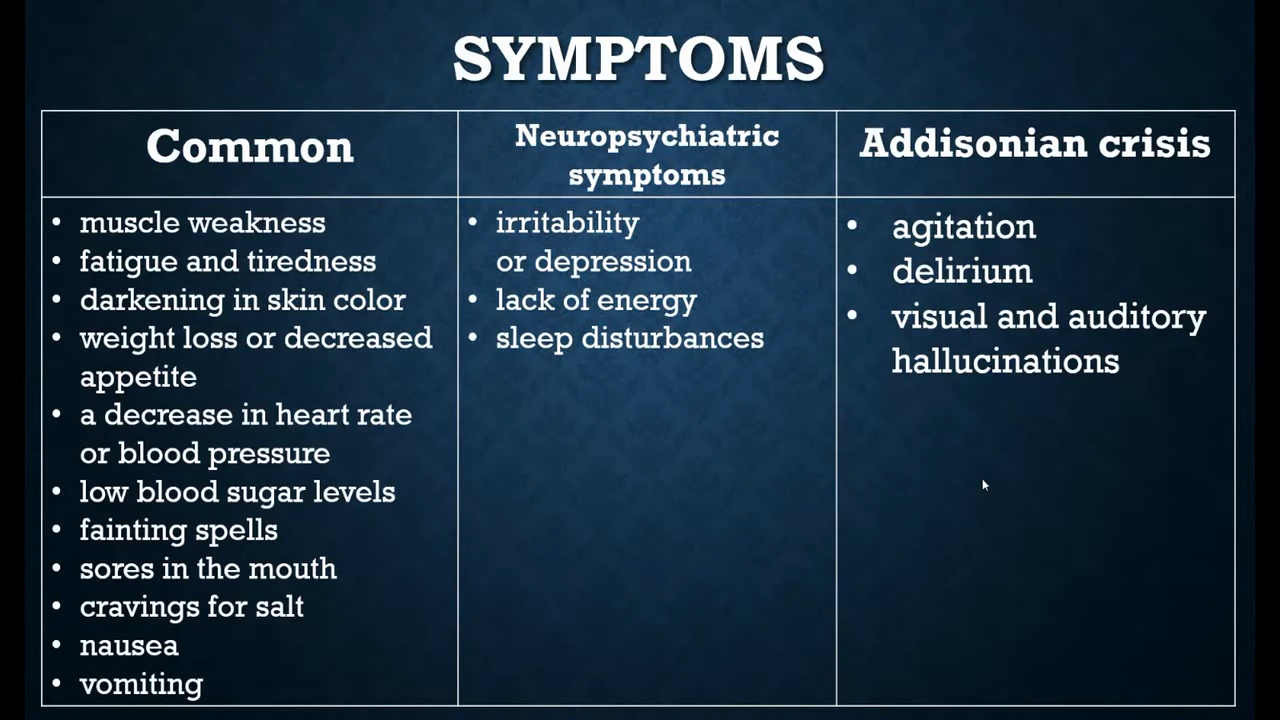 SYMPTOMS
Common
Neuropsychiatric
symptoms
Addisonian crisis
• muscle weakness
• fatigue and tiredness
• darkening in skin color
• weight loss or decreased
appetite
• a decrease in heart rate
or blood pressure
• low blood sugar levels
• fainting spells
• sores in the mouth
• cravings for salt
• nausea
• vomiting
• irritability
or depression
• lack of energy
• sleep disturbances
• agitation
• delirium
• visual and auditory
hallucinations